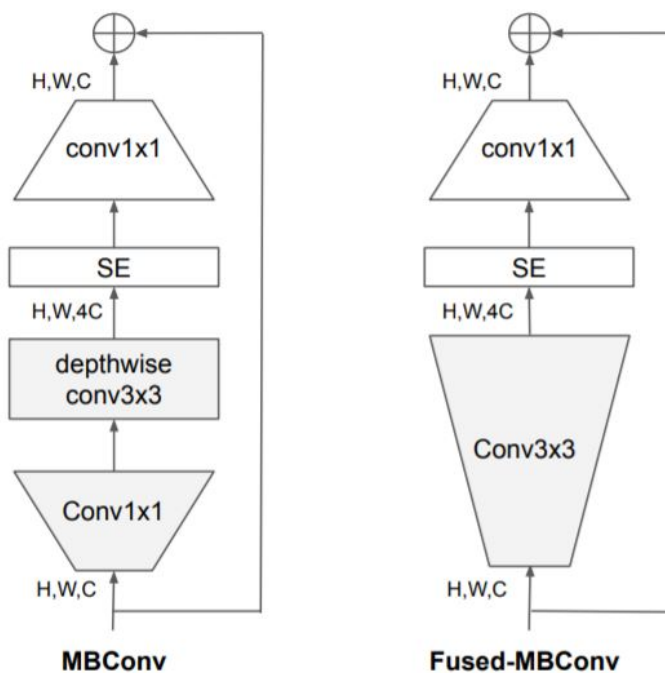 H,W,C
conv1x1
SE
H,W,4C
depthwise
conv3x3
Conv1x1
H,W,C
MBConv
H,W,C
conv1x1
SE
H,W,4C
Conv3x3
H,W,C
Fused-MBConv